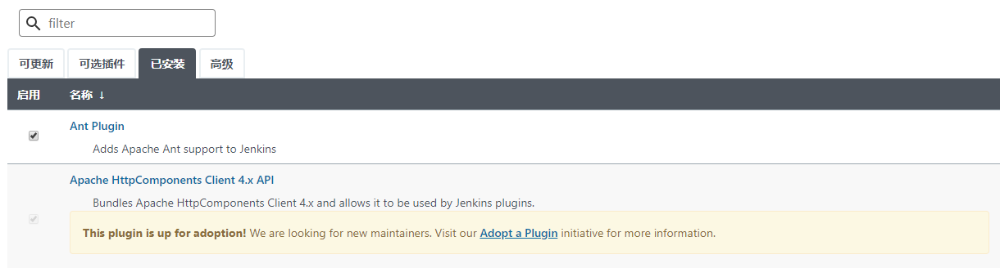 filter
可更新 可选插件 已安装 高级
启用 名称 ↓
Ant Plugin
Adds Apache Ant support to Jenkins
Apache HttpComponents Client 4.x API
Bundles Apache HttpComponents Client 4.x and allows it to be used by Jenkins plugins.
This plugin is up for adoption! We are looking for new maintainers. Visit our Adopt a Plugin initiative for more information.